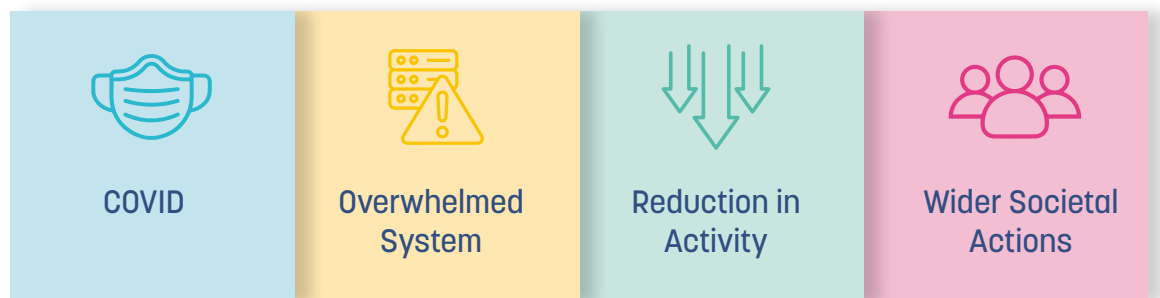 COVID
Overwhelmed
System
Reduction in
Activity
Wider Societal
Actions